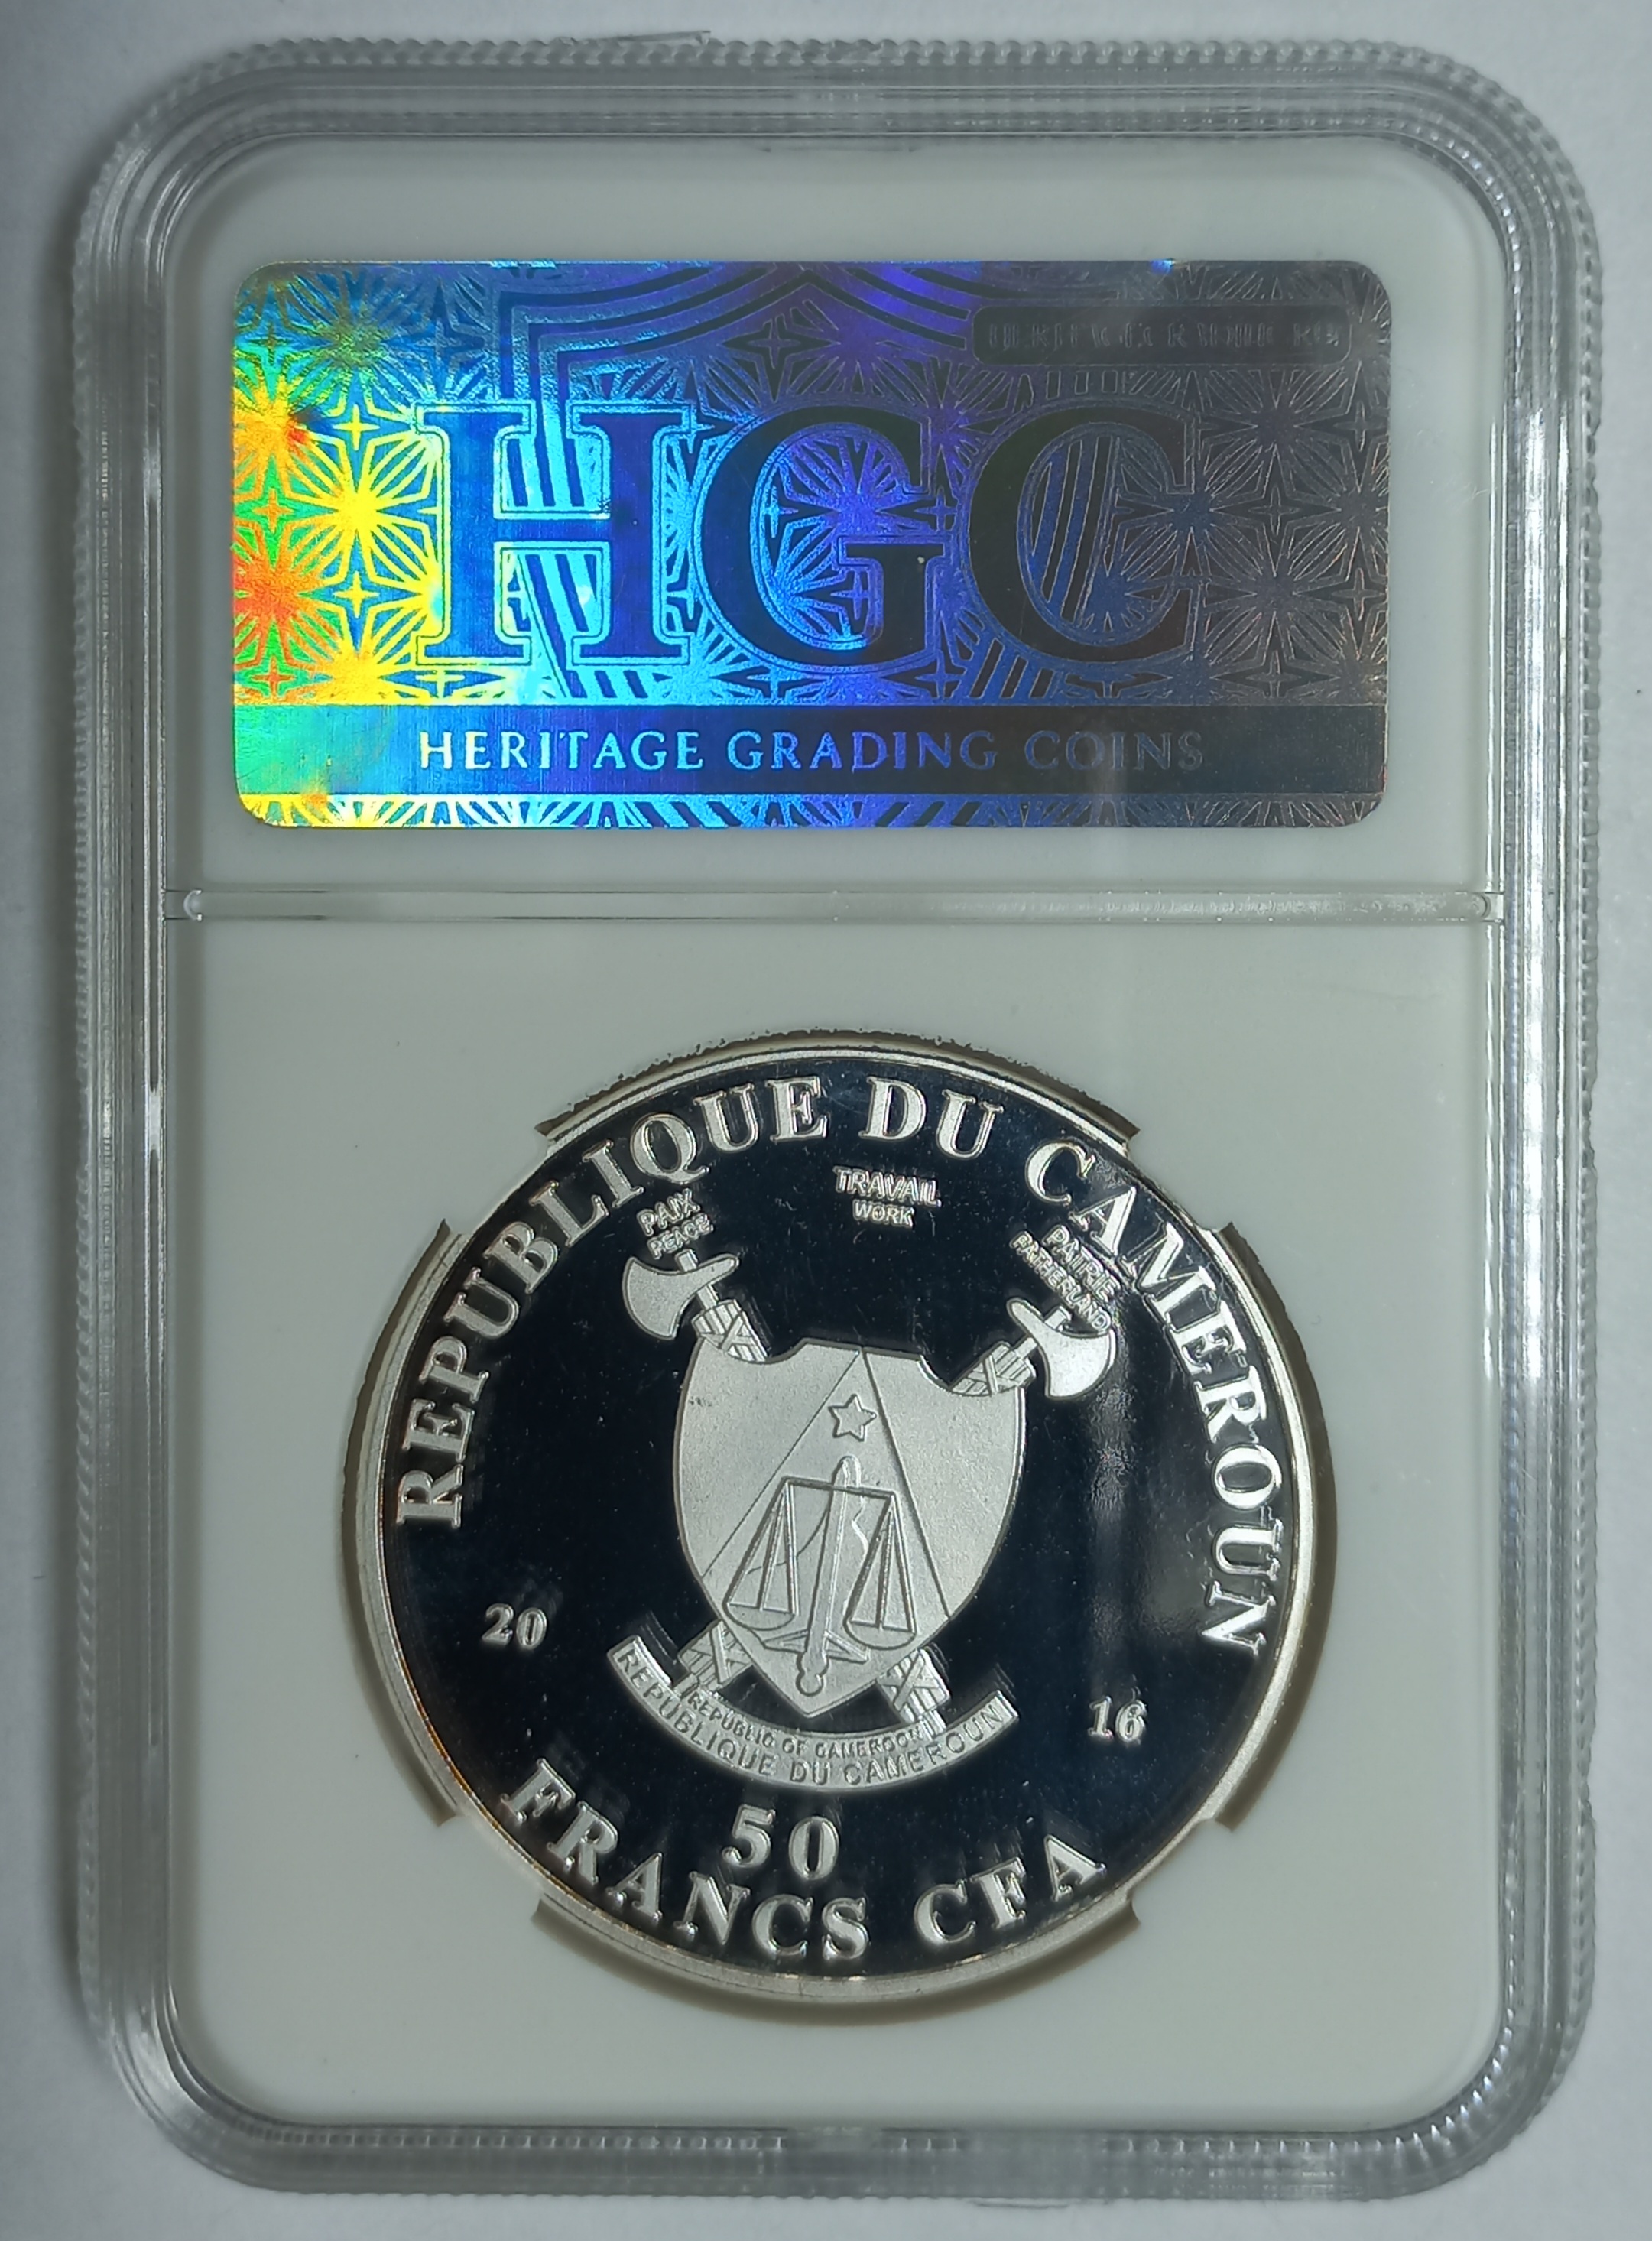 HGC
HERITAGE GRADING COINS
REPUBLIQUE DU CAMEROUN
TRAVAIL
WORK
PAIX
PEACE
PATRIE
FATHERLAND
20
16
REPUBLIC OF CAMEROON
REPUBLIQUE DU CAMEROUN
50
FRANCS CFA